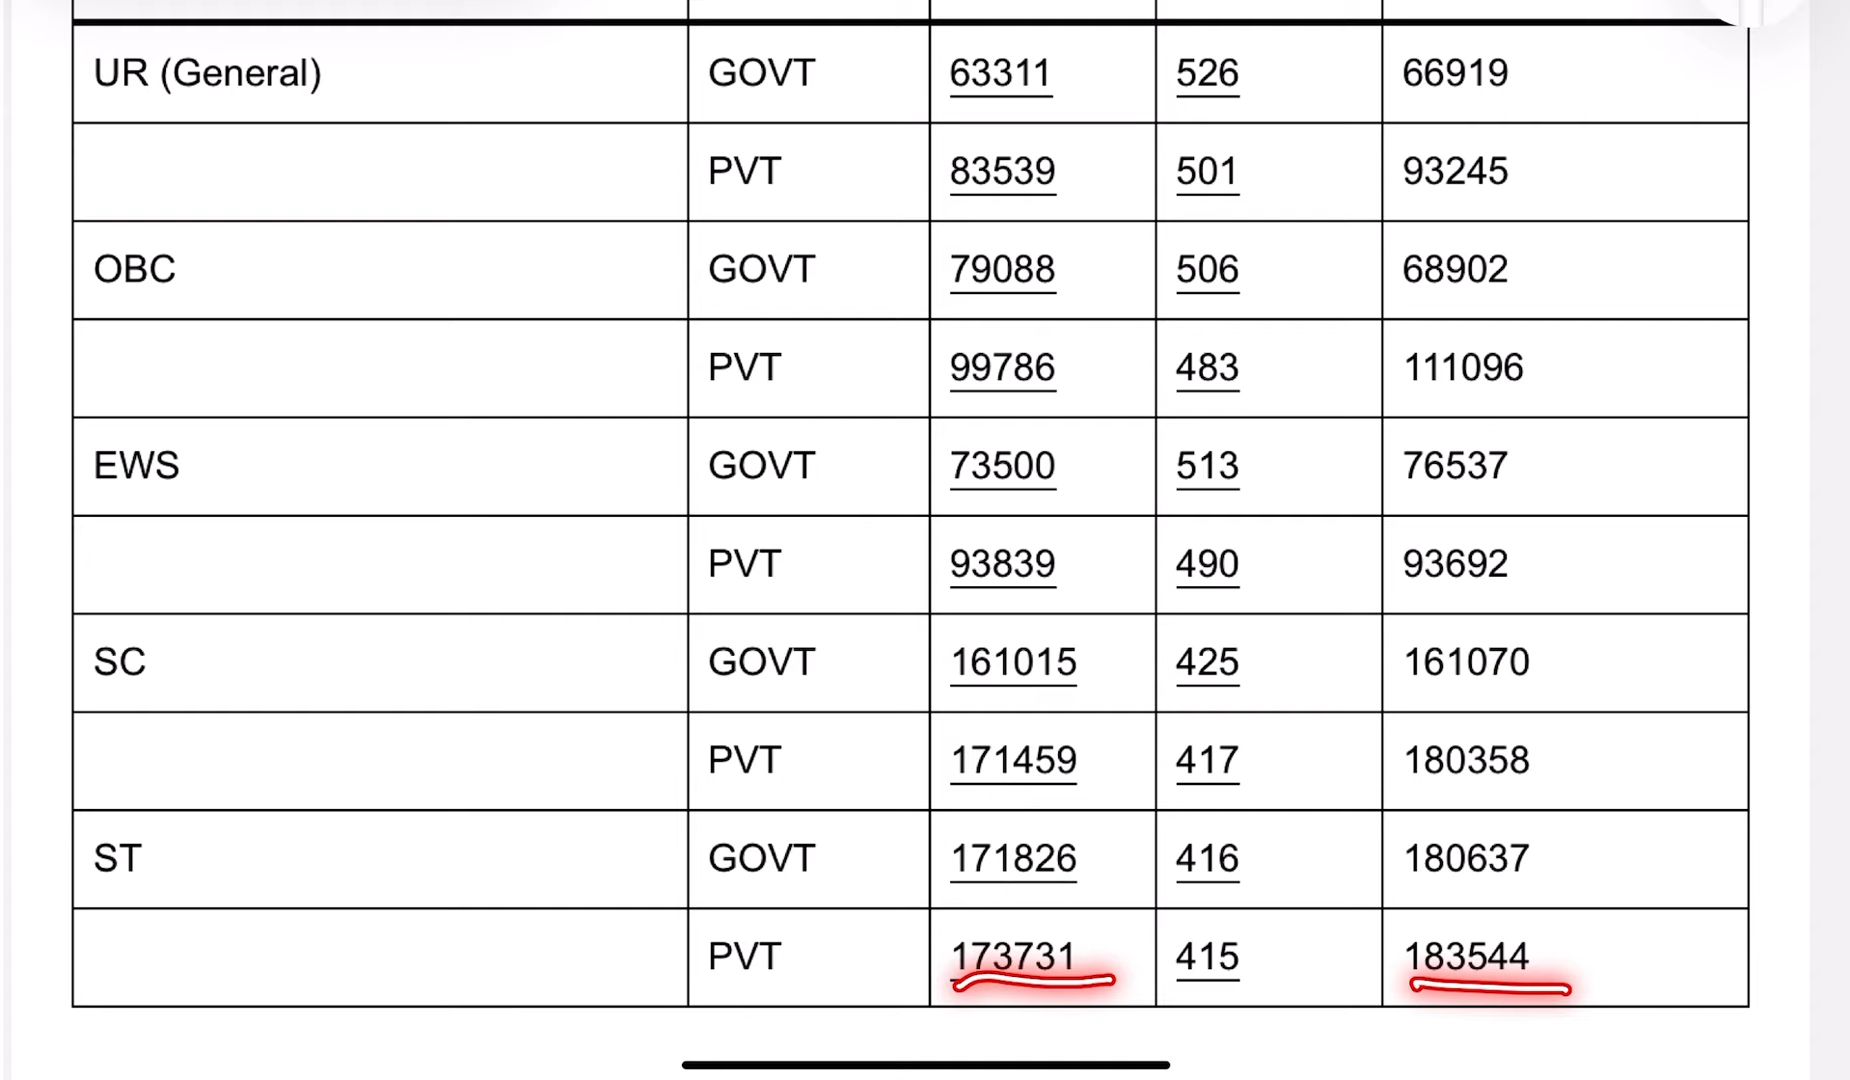 UR (General) GOVT 63311 526 66919
PVT 83539 501 93245
OBC GOVT 79088 506 68902
PVT 99786 483 111096
EWS GOVT 73500 513 76537
PVT 93839 490 93692
SC GOVT 161015 425 161070
PVT 171459 417 180358
ST GOVT 171826 416 180637
PVT 173731 415 183544